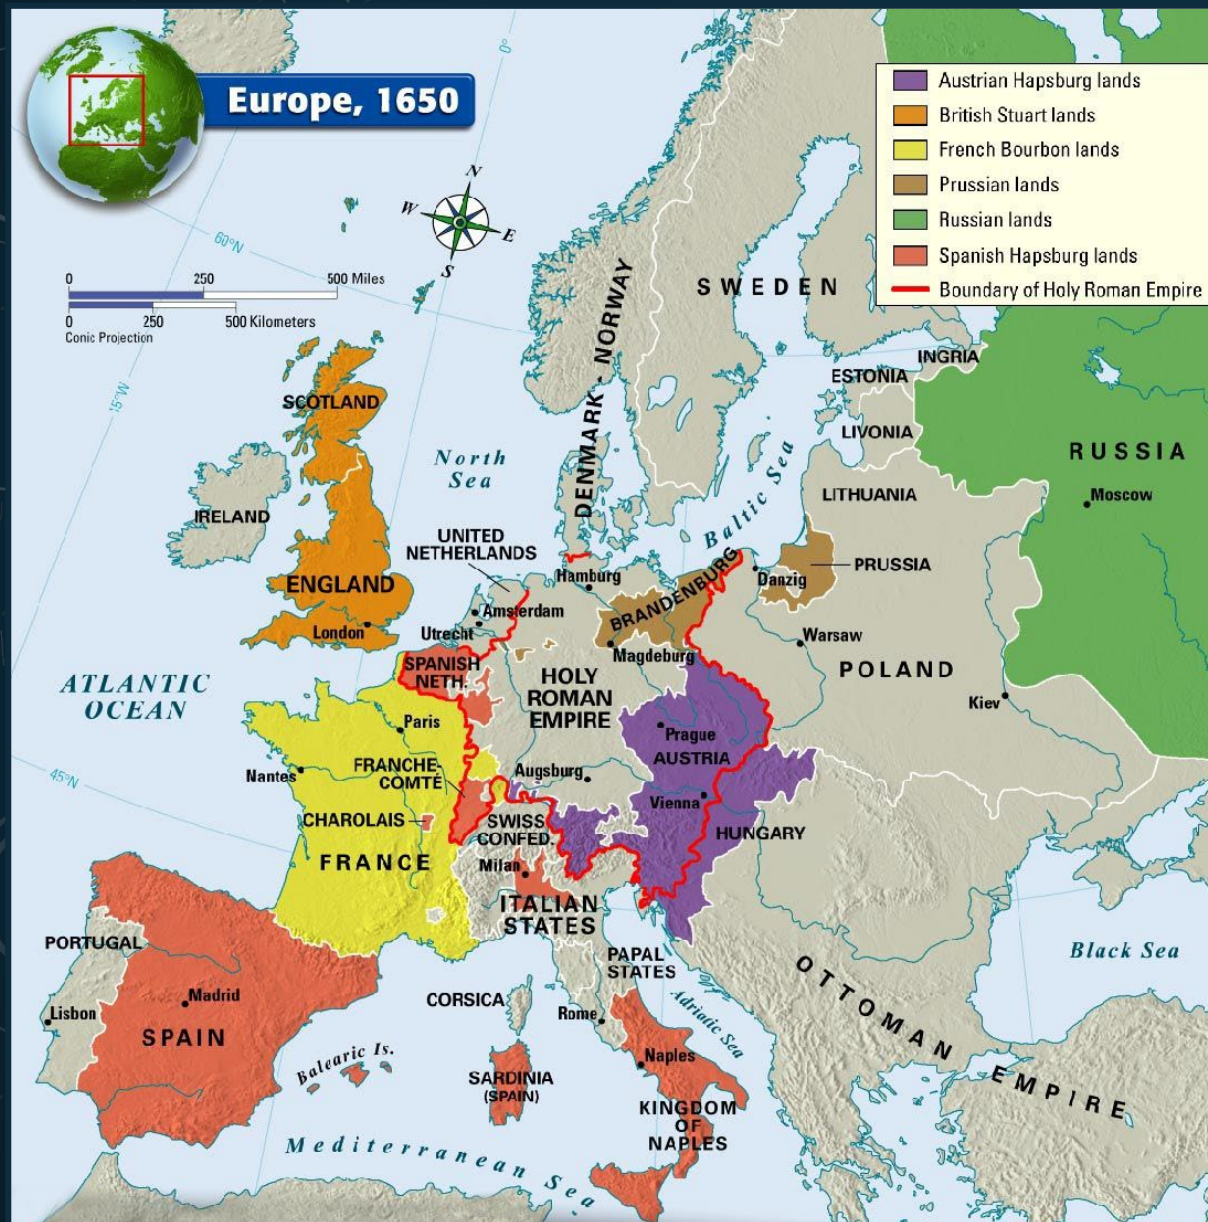 Europe, 1650
Austrian Hapsburg lands
British Stuart lands
French Bourbon lands
Prussian lands
Russian lands
Spanish Hapsburg lands
Boundary of Holy Roman Empire
N
W
E
S
0°
60°N
15°W
45°N
0 250 500 Miles
0 250 500 Kilometers
Conic Projection
SWEDEN
DENMARK - NORWAY
INGRIA
ESTONIA
LIVONIA
LITHUANIA
RUSSIA
Moscow
SCOTLAND
North
Sea
Baltic Sea
IRELAND
ENGLAND
London
UNITED
NETHERLANDS
Amsterdam
Utrecht
Hamburg
BRANDENBURG
Danzig
PRUSSIA
Magdeburg
Warsaw
POLAND
Kiev
SPANISH
NETH.
HOLY
ROMAN
EMPIRE
ATLANTIC
OCEAN
Paris
Nantes
FRANCHE-
COMTÉ
CHAROLAIS
FRANCE
Augsburg
Prague
AUSTRIA
Vienna
HUNGARY
SWISS
CONFED.
Milan
ITALIAN
STATES
PAPAL
STATES
CORSICA
Rome
Adriatic Sea
Black Sea
OTTOMAN EMPIRE
PORTUGAL
Lisbon
Madrid
SPAIN
Balearic Is.
SARDINIA
(SPAIN)
Naples
KINGDOM
OF
NAPLES
Mediterranean Sea